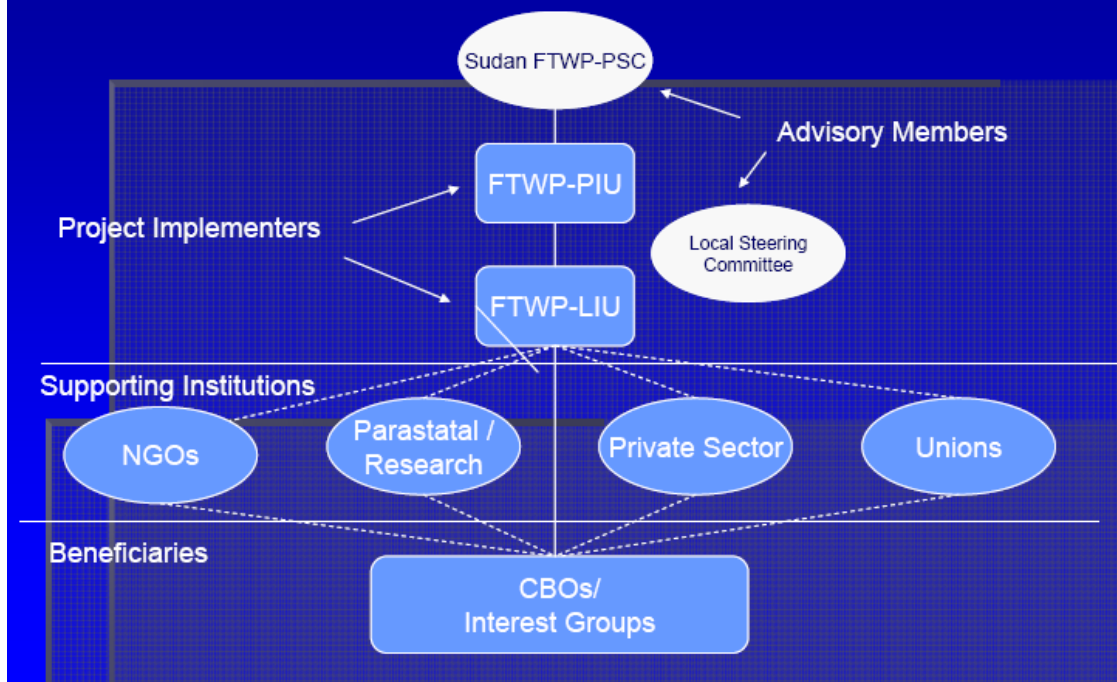 Sudan FTWP-PSC
Advisory Members
FTWP-PIU
Project Implementers
Local Steering
Committee
FTWP-LIU
Supporting Institutions
NGOs
Parastatal /
Research
Private Sector
Unions
Beneficiaries
CBOs/
Interest Groups